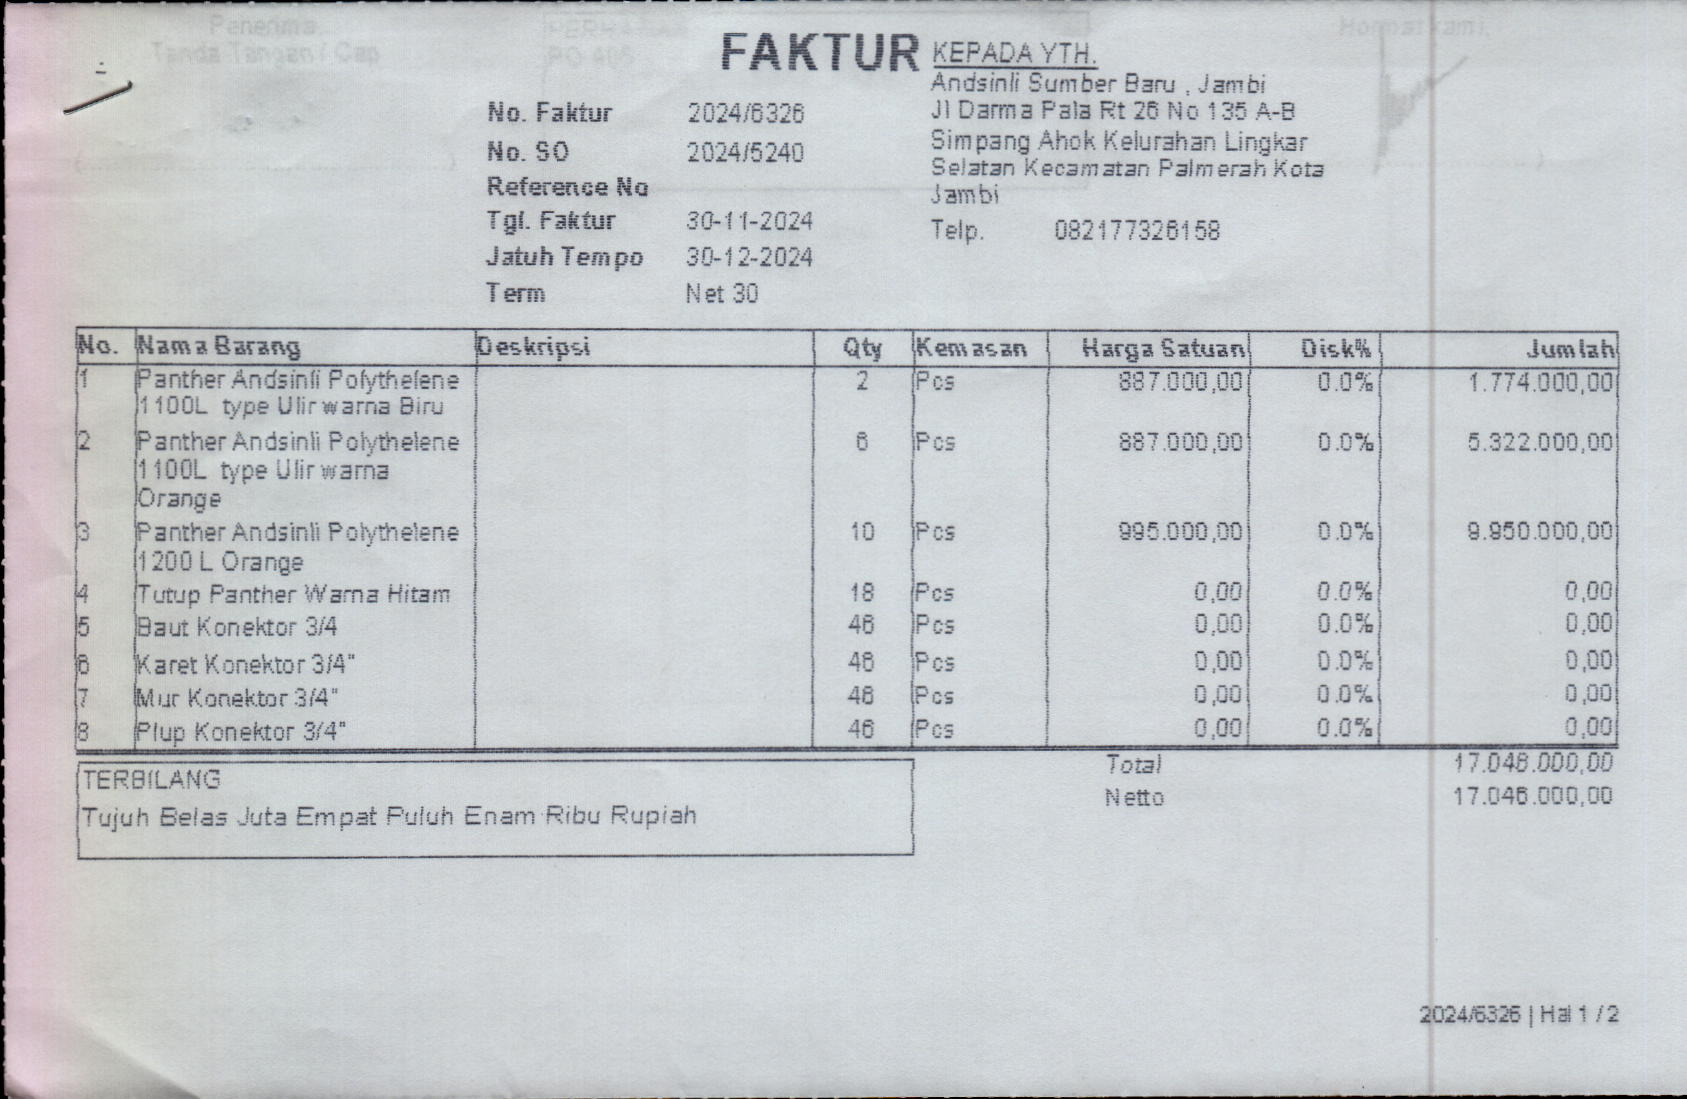 Penerima
Tanda Tangan / Cap
PO 406
Hormat kami,
FAKTUR
KEPADA YTH.
Andsinli Sumber Baru , Jambi
Jl Darma Pala Rt 26 No 135 A-B
Simpang Ahok Kelurahan Lingkar
Selatan Kecamatan Palmerah Kota
Jambi
Telp. 082177326158
No. Faktur 2024/6326
No. SO 2024/5240
Reference No
Tgl. Faktur 30-11-2024
Jatuh Tempo 30-12-2024
Term Net 30
No. Nama Barang Deskripsi Qty Kemasan Harga Satuan Disk% Jumlah
1 Panther Andsinli Polythelene 2 Pcs 887.000,00 0.0% 1.774.000,00
1100L type Ulir warna Biru
2 Panther Andsinli Polythelene 6 Pcs 887.000,00 0.0% 5.322.000,00
1100L type Ulir warna
Orange
3 Panther Andsinli Polythelene 10 Pcs 995.000,00 0.0% 9.950.000,00
1200 L Orange
4 Tutup Panther Warna Hitam 18 Pcs 0,00 0.0% 0,00
5 Baut Konektor 3/4 46 Pcs 0,00 0.0% 0,00
6 Karet Konektor 3/4" 46 Pcs 0,00 0.0% 0,00
7 Mur Konektor 3/4" 46 Pcs 0,00 0.0% 0,00
8 Plup Konektor 3/4" 46 Pcs 0,00 0.0% 0,00
Total 17.046.000,00
Netto 17.046.000,00
TERBILANG
Tujuh Belas Juta Empat Puluh Enam Ribu Rupiah
2024/6326 | Hal 1 / 2